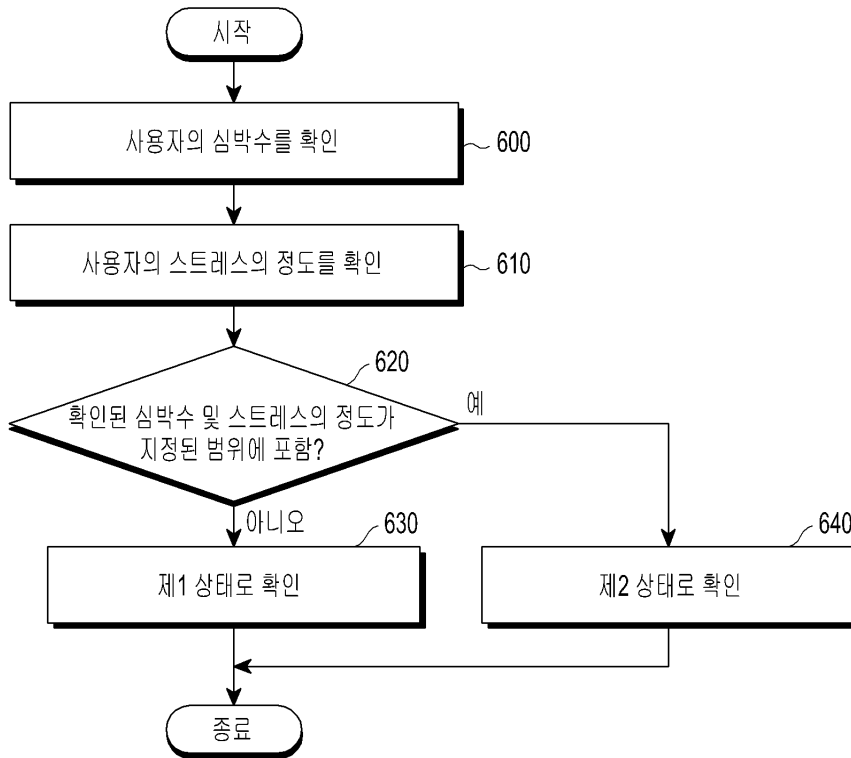 시작
사용자의 심박수를 확인
600
사용자의 스트레스의 정도를 확인
610
620
확인된 심박수 및 스트레스의 정도가
지정된 범위에 포함?
예
아니오
630
제1 상태로 확인
640
제2 상태로 확인
종료